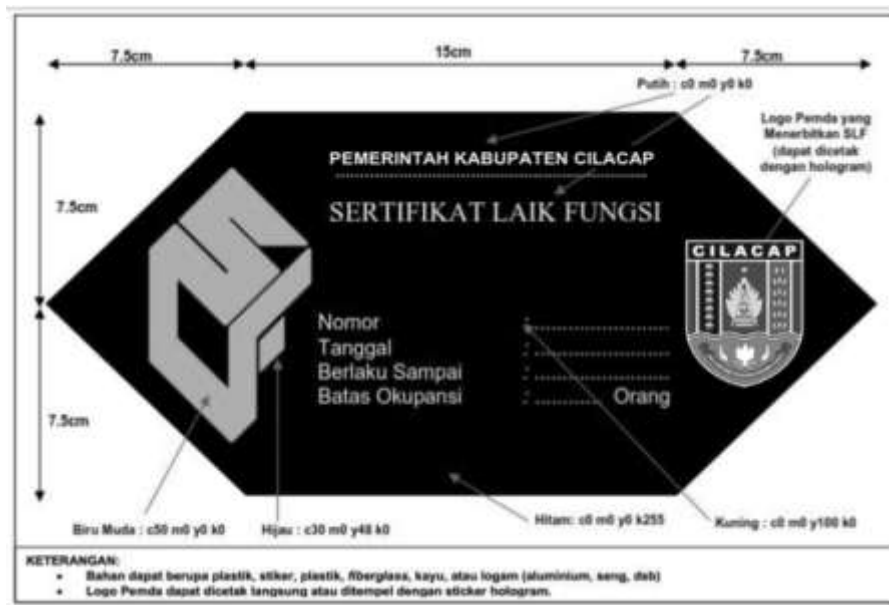 7.5cm 15cm 7.5cm
Putih : c0 m0 y0 k0
Logo Pemda yang
Menerbitkan SLF
(dapat dicetak
dengan hologram)
PEMERINTAH KABUPATEN CILACAP
7.5cm
SERTIFIKAT LAIK FUNGSI
CILACAP
Nomor :
Tanggal :
Berlaku Sampai :
Batas Okupansi : Orang
7.5cm
Biru Muda : c50 m0 y0 k0
Hijau : c30 m0 y48 k0
Hitam: c0 m0 y0 k255
Kuning : c0 m0 y100 k0
KETERANGAN:
• Bahan dapat berupa plastik, stiker, plastik, fiberglass, kayu, atau logam (aluminium, seng, dsb)
• Logo Pemda dapat dicetak langsung atau ditempel dengan sticker hologram.